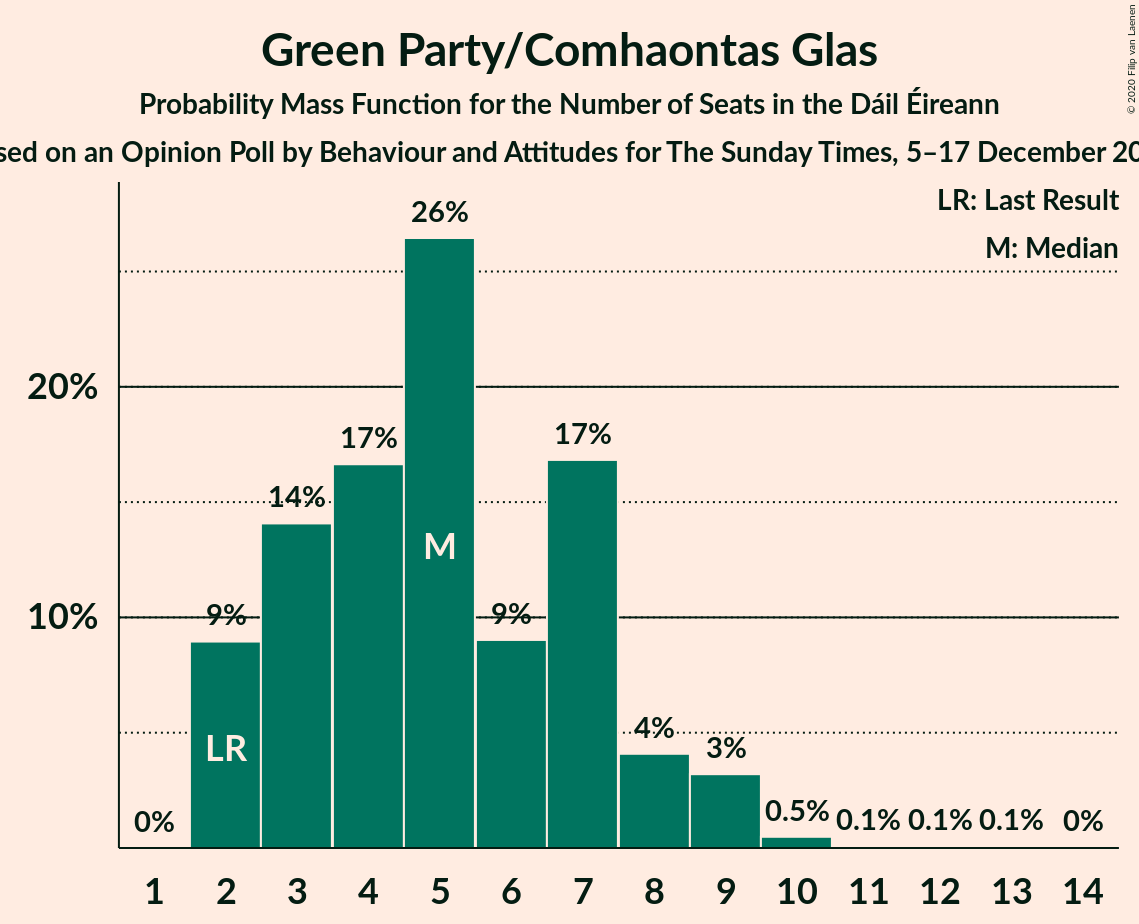 Green Party/Comhaontas Glas
Probability Mass Function for the Number of Seats in the Dáil Éireann
on an Opinion Poll by Behaviour and Attitudes for The Sunday Times, 5–17 December
© 2020 Filip van Laenen
LR: Last Result
M: Median
20%
10%
0%
9%
14%
17%
26%
9%
17%
4%
3%
0.5%
0.1%
0.1%
0.1%
0%
LR
M
1 2 3 4 5 6 7 8 9 10 11 12 13 14